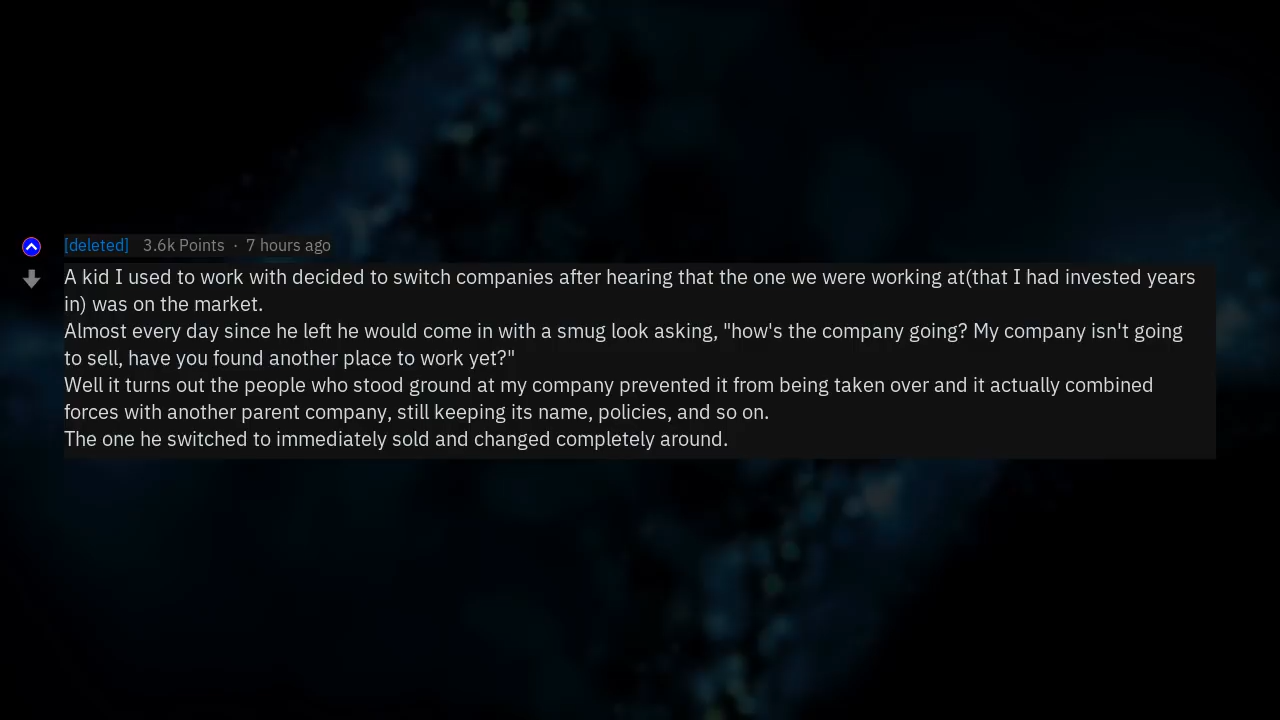 [deleted] 3.6k Points · 7 hours ago
A kid I used to work with decided to switch companies after hearing that the one we were working at(that I had invested years
in) was on the market.
Almost every day since he left he would come in with a smug look asking, "how's the company going? My company isn't going
to sell, have you found another place to work yet?"
Well it turns out the people who stood ground at my company prevented it from being taken over and it actually combined
forces with another parent company, still keeping its name, policies, and so on.
The one he switched to immediately sold and changed completely around.